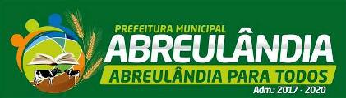 PREFEITURA MUNICIPAL
ABREULÂNDIA
ABREULÂNDIA PARA TODOS
Adm.: 2017 - 2020